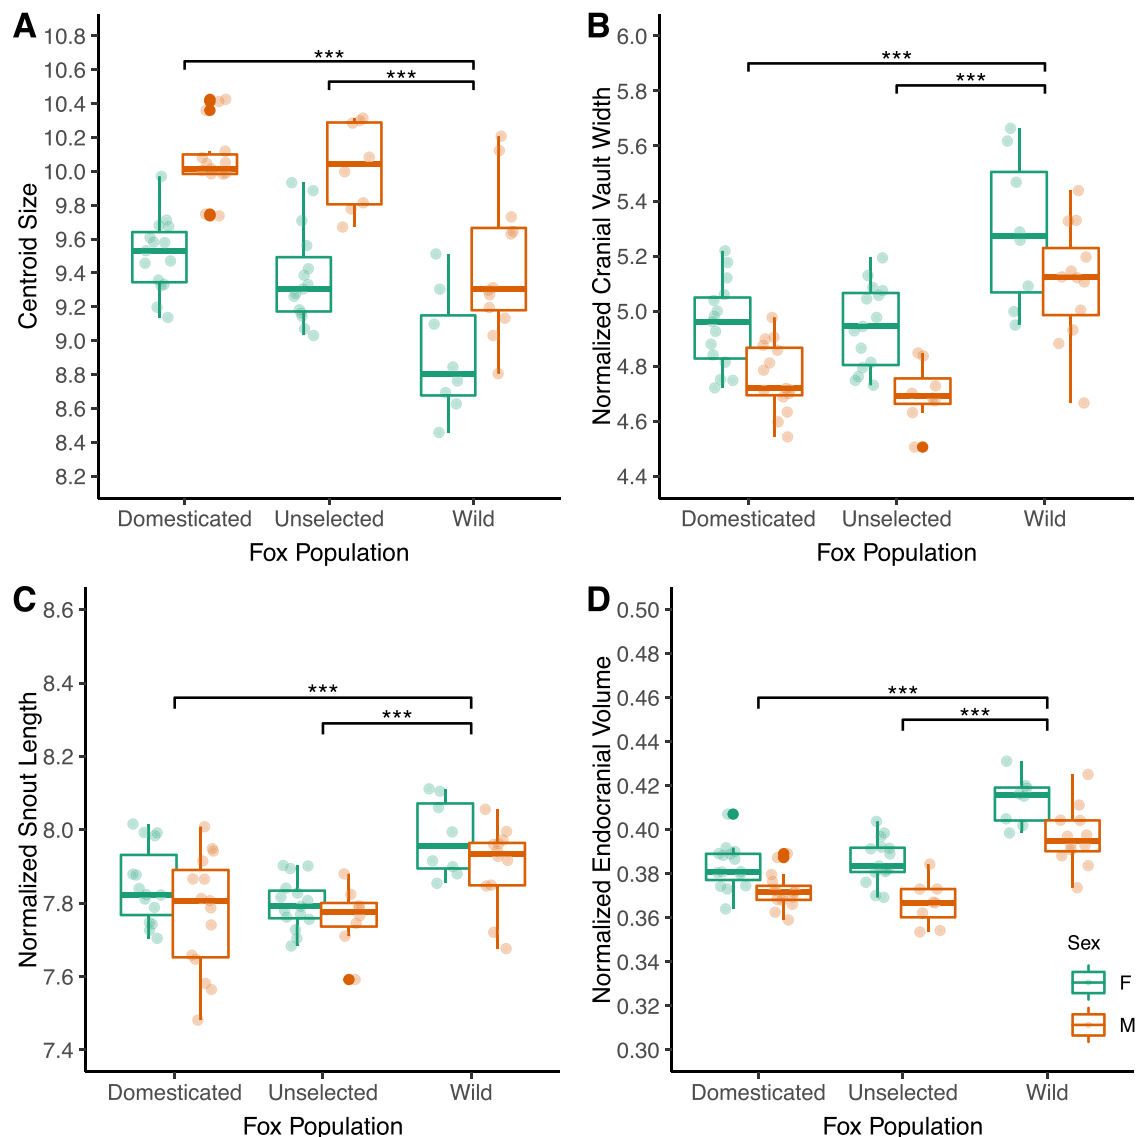 A
Centroid Size
10.8
10.6
10.4
10.2
10.0
9.8
9.6
9.4
9.2
9.0
8.8
8.6
8.4
8.2
***
***
Domesticated
Unselected
Wild
Fox Population
B
Normalized Cranial Vault Width
6.0
5.8
5.6
5.4
5.2
5.0
4.8
4.6
4.4
***
***
Domesticated
Unselected
Wild
Fox Population
C
Normalized Snout Length
8.6
8.4
8.2
8.0
7.8
7.6
7.4
***
***
Domesticated
Unselected
Wild
Fox Population
D
Normalized Endocranial Volume
0.50
0.48
0.46
0.44
0.42
0.40
0.38
0.36
0.34
0.32
0.30
***
***
Domesticated
Unselected
Wild
Fox Population
Sex
F
M